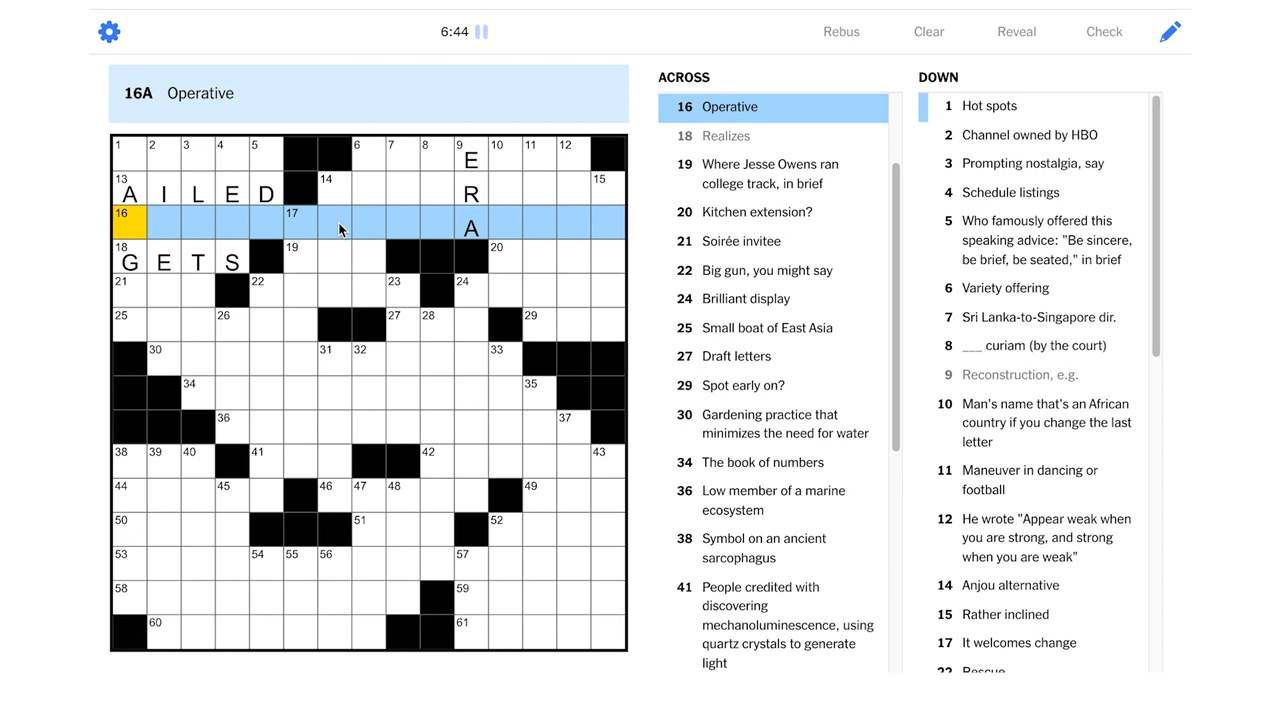 6:44 Rebus Clear Reveal Check
16A Operative
ACROSS
16 Operative
18 Realizes
19 Where Jesse Owens ran
college track, in brief
20 Kitchen extension?
21 Soirée invitee
22 Big gun, you might say
24 Brilliant display
25 Small boat of East Asia
27 Draft letters
29 Spot early on?
30 Gardening practice that
minimizes the need for water
34 The book of numbers
36 Low member of a marine
ecosystem
38 Symbol on an ancient
sarcophagus
41 People credited with
discovering
mechanoluminescence, using
quartz crystals to generate
light
DOWN
1 Hot spots
2 Channel owned by HBO
3 Prompting nostalgia, say
4 Schedule listings
5 Who famously offered this
speaking advice: "Be sincere,
be brief, be seated," in brief
6 Variety offering
7 Sri Lanka-to-Singapore dir.
8 ___ curiam (by the court)
9 Reconstruction, e.g.
10 Man's name that's an African
country if you change the last
letter
11 Maneuver in dancing or
football
12 He wrote "Appear weak when
you are strong, and strong
when you are weak"
14 Anjou alternative
15 Rather inclined
17 It welcomes change
22 Rescue
1 2 3 4 5 6 7 8 9 10 11 12
E
13 14 15
A I L E D R
16 17
A
18 19 20
G E T S
21 22 23 24
25 26 27 28 29
30 31 32 33
34 35
36 37
38 39 40 41 42 43
44 45 46 47 48 49
50 51 52
53 54 55 56 57
58 59
60 61